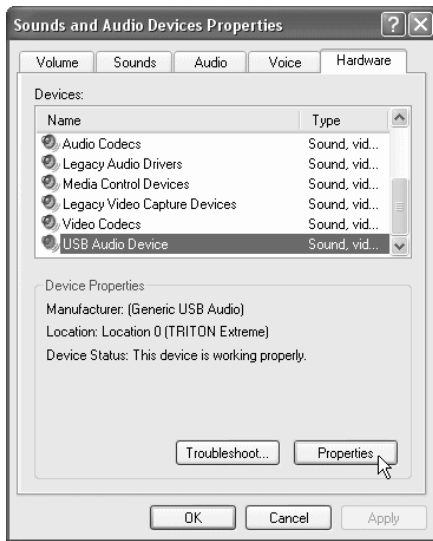 Sounds and Audio Devices Properties
Volume Sounds Audio Voice Hardware
Devices:
Name Type
Audio Codecs Sound, vid...
Legacy Audio Drivers Sound, vid...
Media Control Devices Sound, vid...
Legacy Video Capture Devices Sound, vid...
Video Codecs Sound, vid...
USB Audio Device Sound, vid...
Device Properties
Manufacturer: (Generic USB Audio)
Location: Location 0 (TRITON Extreme)
Device Status: This device is working properly.
Troubleshoot... Properties
OK Cancel Apply